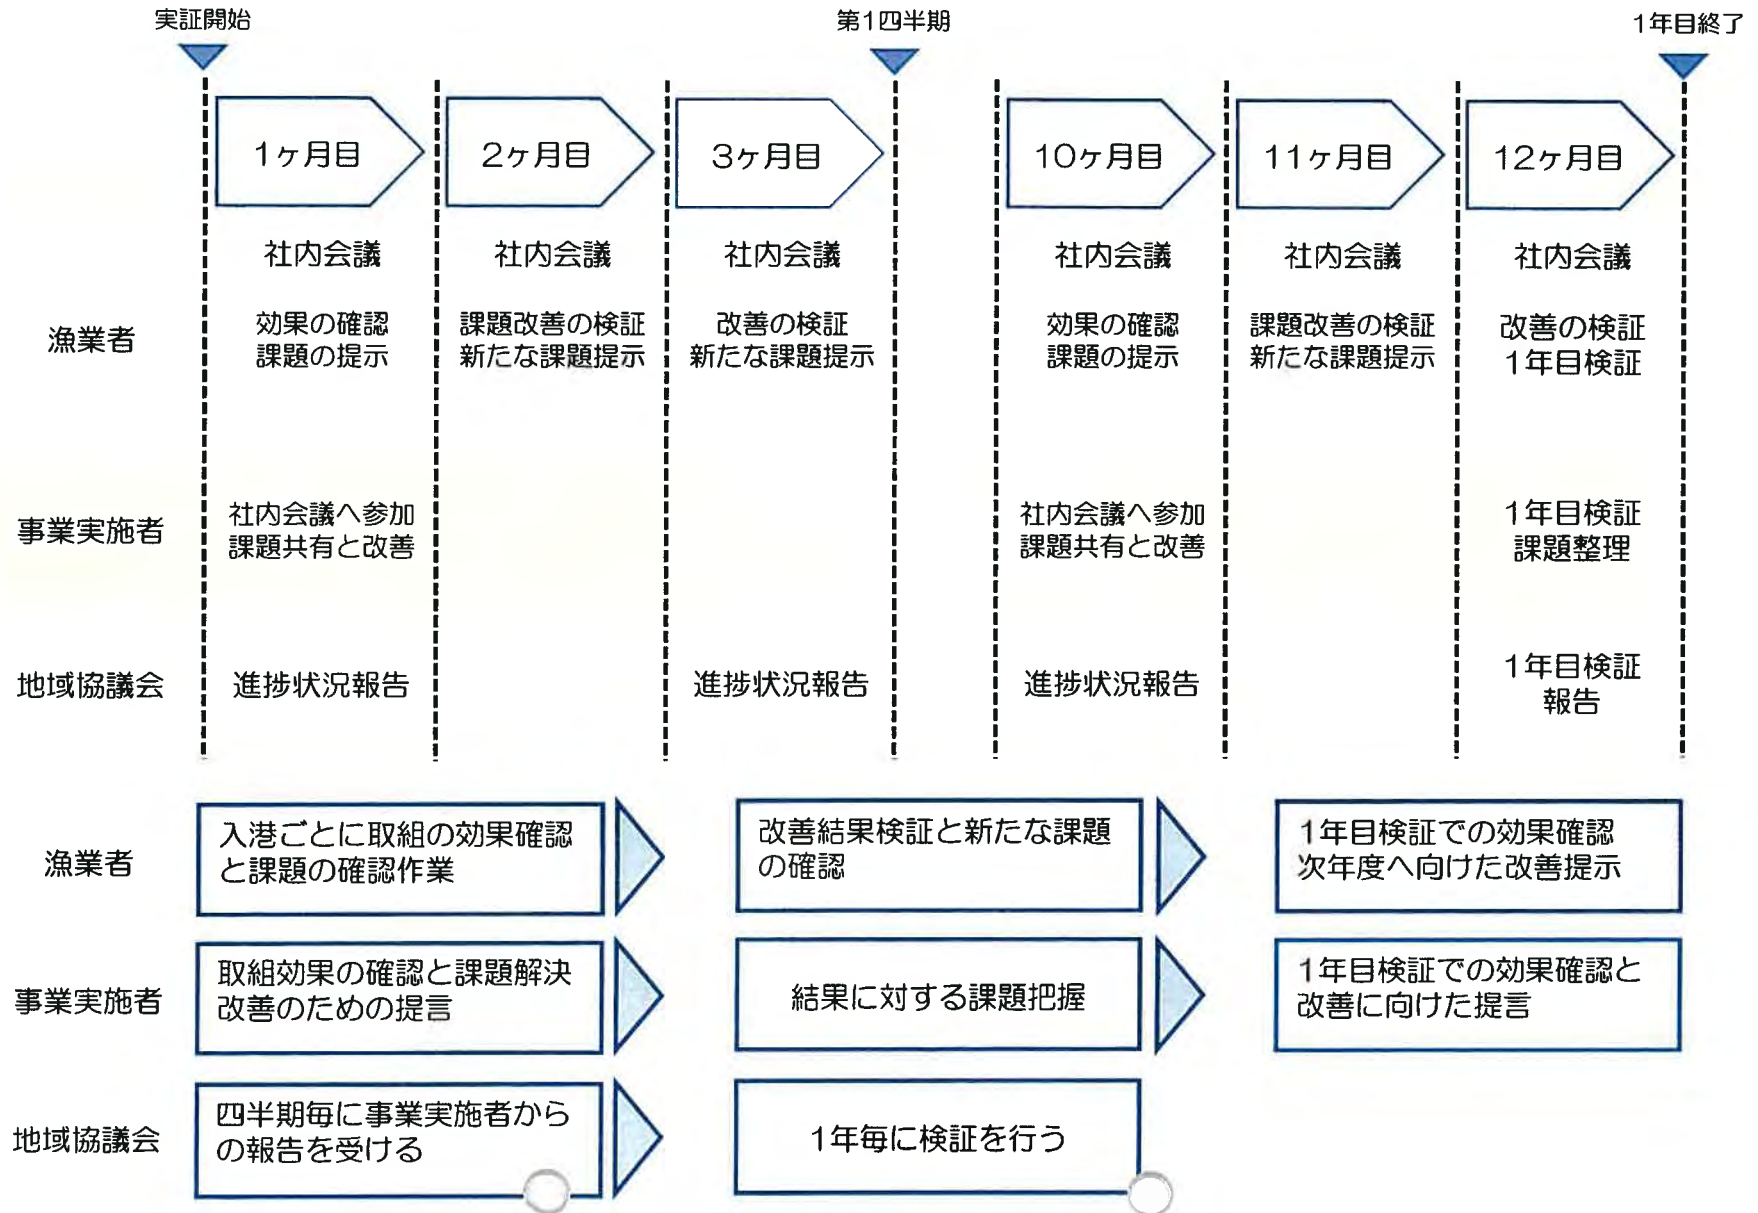 実証開始
第1四半期
1年目終了
1ヶ月目
2ヶ月目
3ヶ月目
10ヶ月目
11ヶ月目
12ヶ月目
社内会議
社内会議
社内会議
社内会議
社内会議
社内会議
漁業者
効果の確認
課題の提示
課題改善の検証
新たな課題提示
改善の検証
新たな課題提示
効果の確認
課題の提示
課題改善の検証
新たな課題提示
改善の検証
1年目検証
事業実施者
社内会議へ参加
課題共有と改善
社内会議へ参加
課題共有と改善
1年目検証
課題整理
地域協議会
進捗状況報告
進捗状況報告
進捗状況報告
1年目検証
報告
漁業者
入港ごとに取組の効果確認
と課題の確認作業
改善結果検証と新たな課題
の確認
1年目検証での効果確認
次年度へ向けた改善提示
事業実施者
取組効果の確認と課題解決
改善のための提言
結果に対する課題把握
1年目検証での効果確認と
改善に向けた提言
地域協議会
四半期毎に事業実施者から
の報告を受ける
1年毎に検証を行う